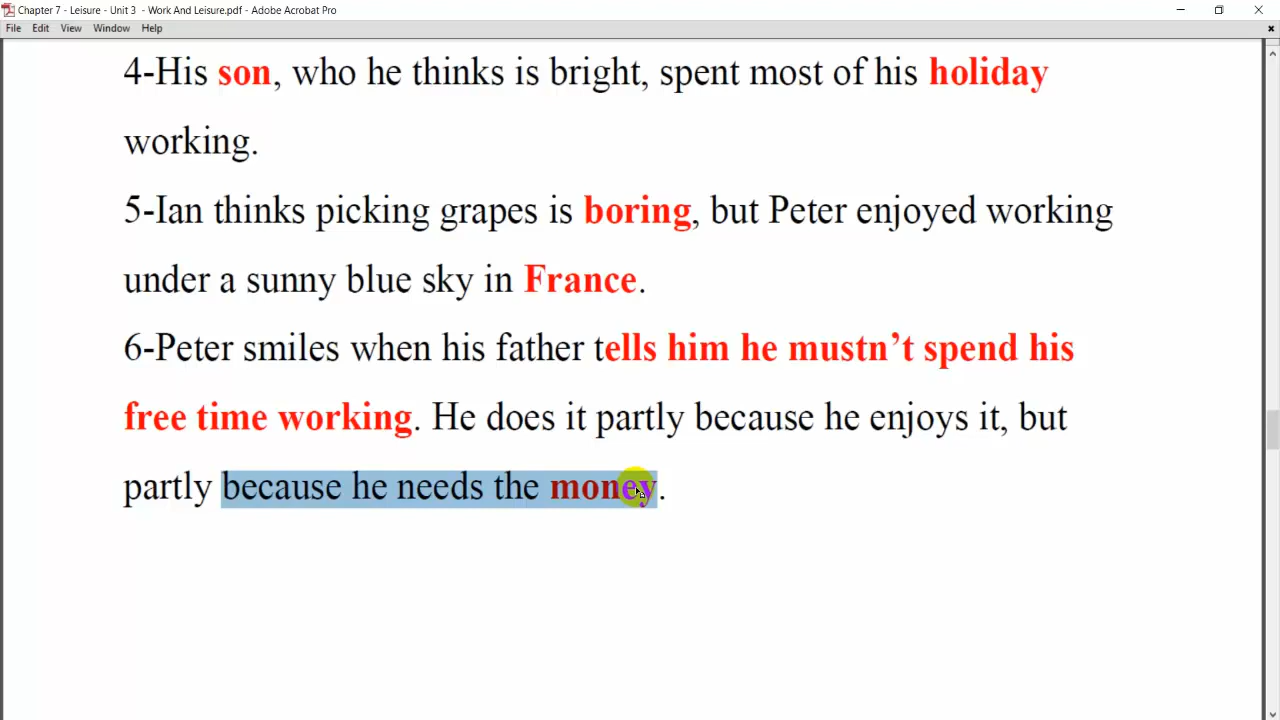 Chapter 7 - Leisure - Unit 3 - Work And Leisure.pdf - Adobe Acrobat Pro
File Edit View Window Help
4-His son, who he thinks is bright, spent most of his holiday
working.
5-Ian thinks picking grapes is boring, but Peter enjoyed working
under a sunny blue sky in France.
6-Peter smiles when his father tells him he mustn’t spend his
free time working. He does it partly because he enjoys it, but
partly because he needs the money.